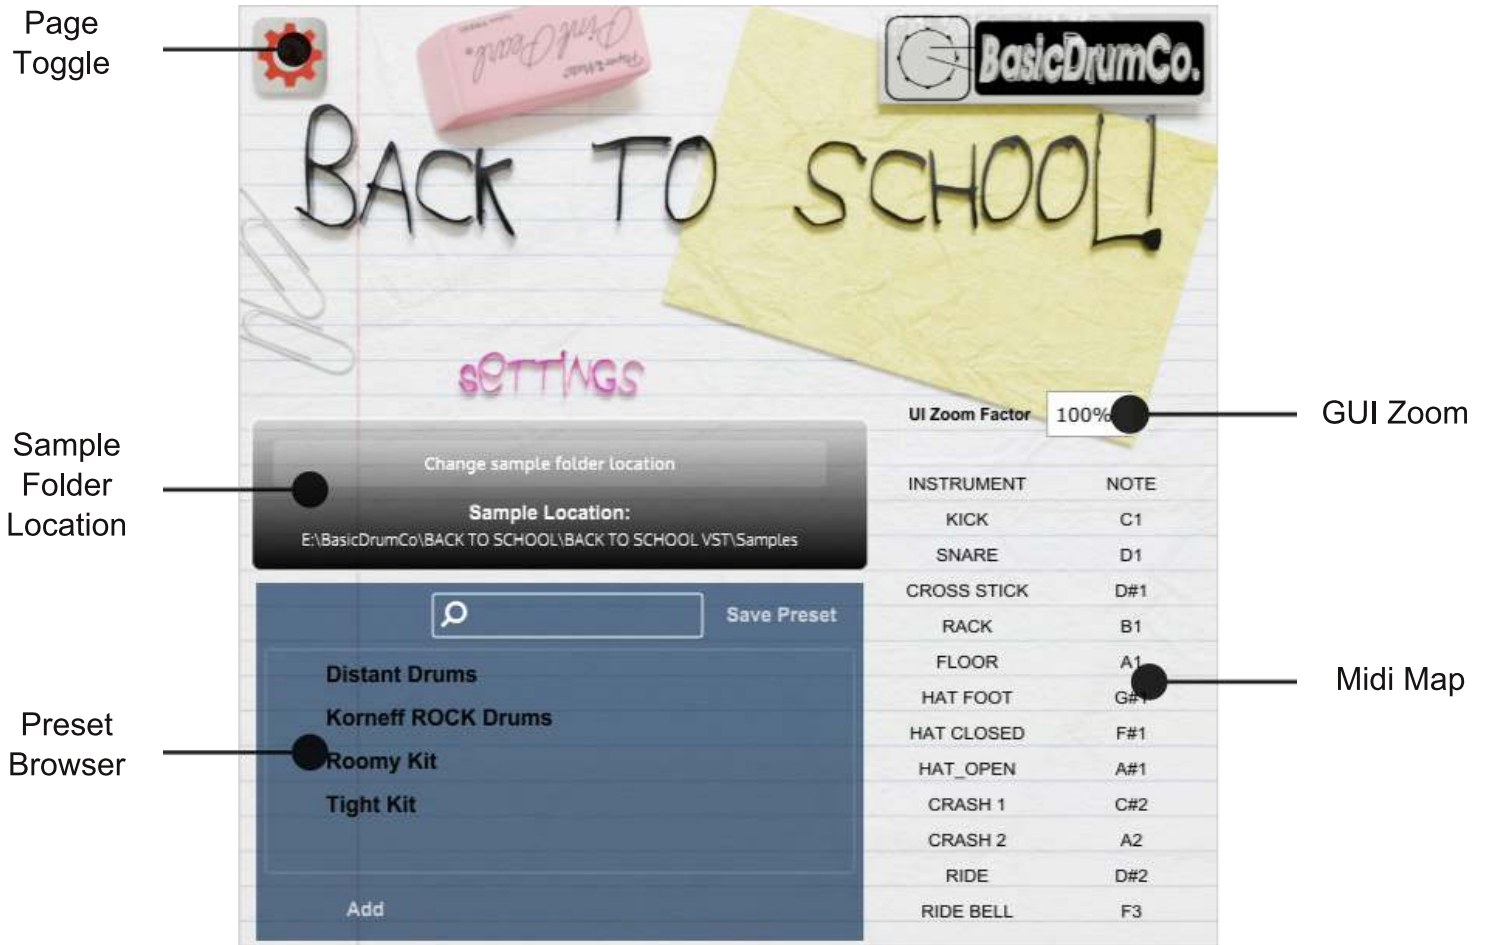 Page
Toggle
Pink Pearl.
BasicDrumCo.
BACK TO SCHOOL!
SETTINGS
UI Zoom Factor 100%
GUI Zoom
Sample
Folder
Location
Change sample folder location
Sample Location:
E:\BasicDrumCo\BACK TO SCHOOL\BACK TO SCHOOL VST\Samples
INSTRUMENT NOTE
KICK C1
SNARE D1
CROSS STICK D#1
RACK B1
FLOOR A1
HAT FOOT G#1
HAT CLOSED F#1
HAT_OPEN A#1
CRASH 1 C#2
CRASH 2 A2
RIDE D#2
RIDE BELL F3
Midi Map
Save Preset
Preset
Browser
Distant Drums
Korneff ROCK Drums
Roomy Kit
Tight Kit
Add